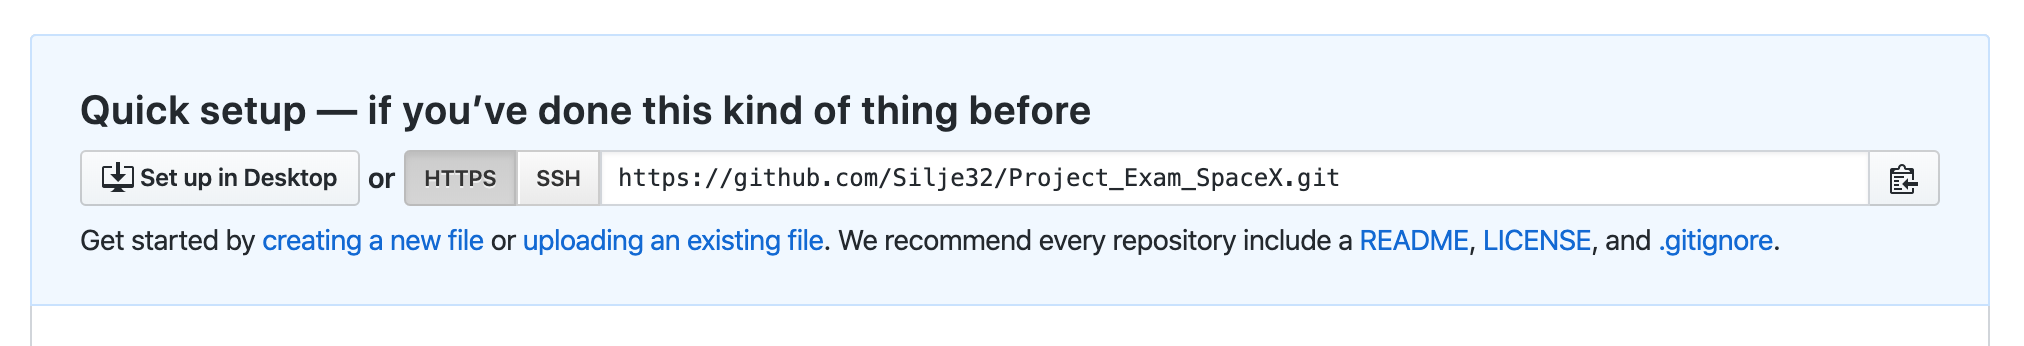 Quick setup — if you’ve done this kind of thing before
Set up in Desktop or HTTPS SSH https://github.com/Silje32/Project_Exam_SpaceX.git
Get started by creating a new file or uploading an existing file. We recommend every repository include a README, LICENSE, and .gitignore.